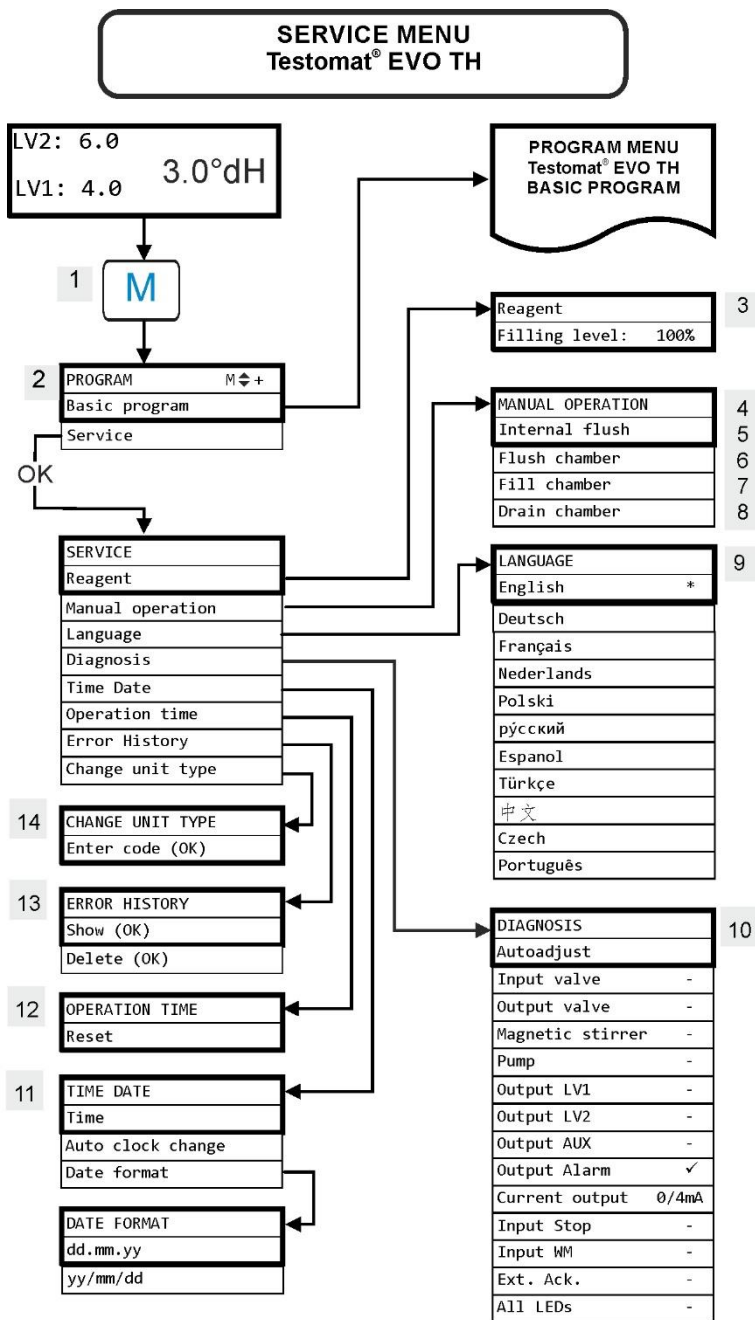 SERVICE MENU
Testomat® EVO TH
LV2: 6.0
3.0°dH
LV1: 4.0
PROGRAM MENU
Testomat® EVO TH
BASIC PROGRAM
1
M
2
PROGRAM M♦+
Basic program
Service
OK
SERVICE
Reagent
Manual operation
Language
Diagnosis
Time Date
Operation time
Error History
Change unit type
14
CHANGE UNIT TYPE
Enter code (OK)
13
ERROR HISTORY
Show (OK)
Delete (OK)
12
OPERATION TIME
Reset
11
TIME DATE
Time
Auto clock change
Date format
DATE FORMAT
dd.mm.yy
yy/mm/dd
Reagent 3
Filling level: 100%
MANUAL OPERATION 4
Internal flush 5
Flush chamber 6
Fill chamber 7
Drain chamber 8
LANGUAGE 9
English *
Deutsch
Français
Nederlands
Polski
рýсский
Espanol
Türkçe
中文
Czech
Português
DIAGNOSIS 10
Autoadjust
Input valve -
Output valve -
Magnetic stirrer -
Pump -
Output LV1 -
Output LV2 -
Output AUX -
Output Alarm ✓
Current output 0/4mA
Input Stop -
Input WM -
Ext. Ack. -
All LEDs -